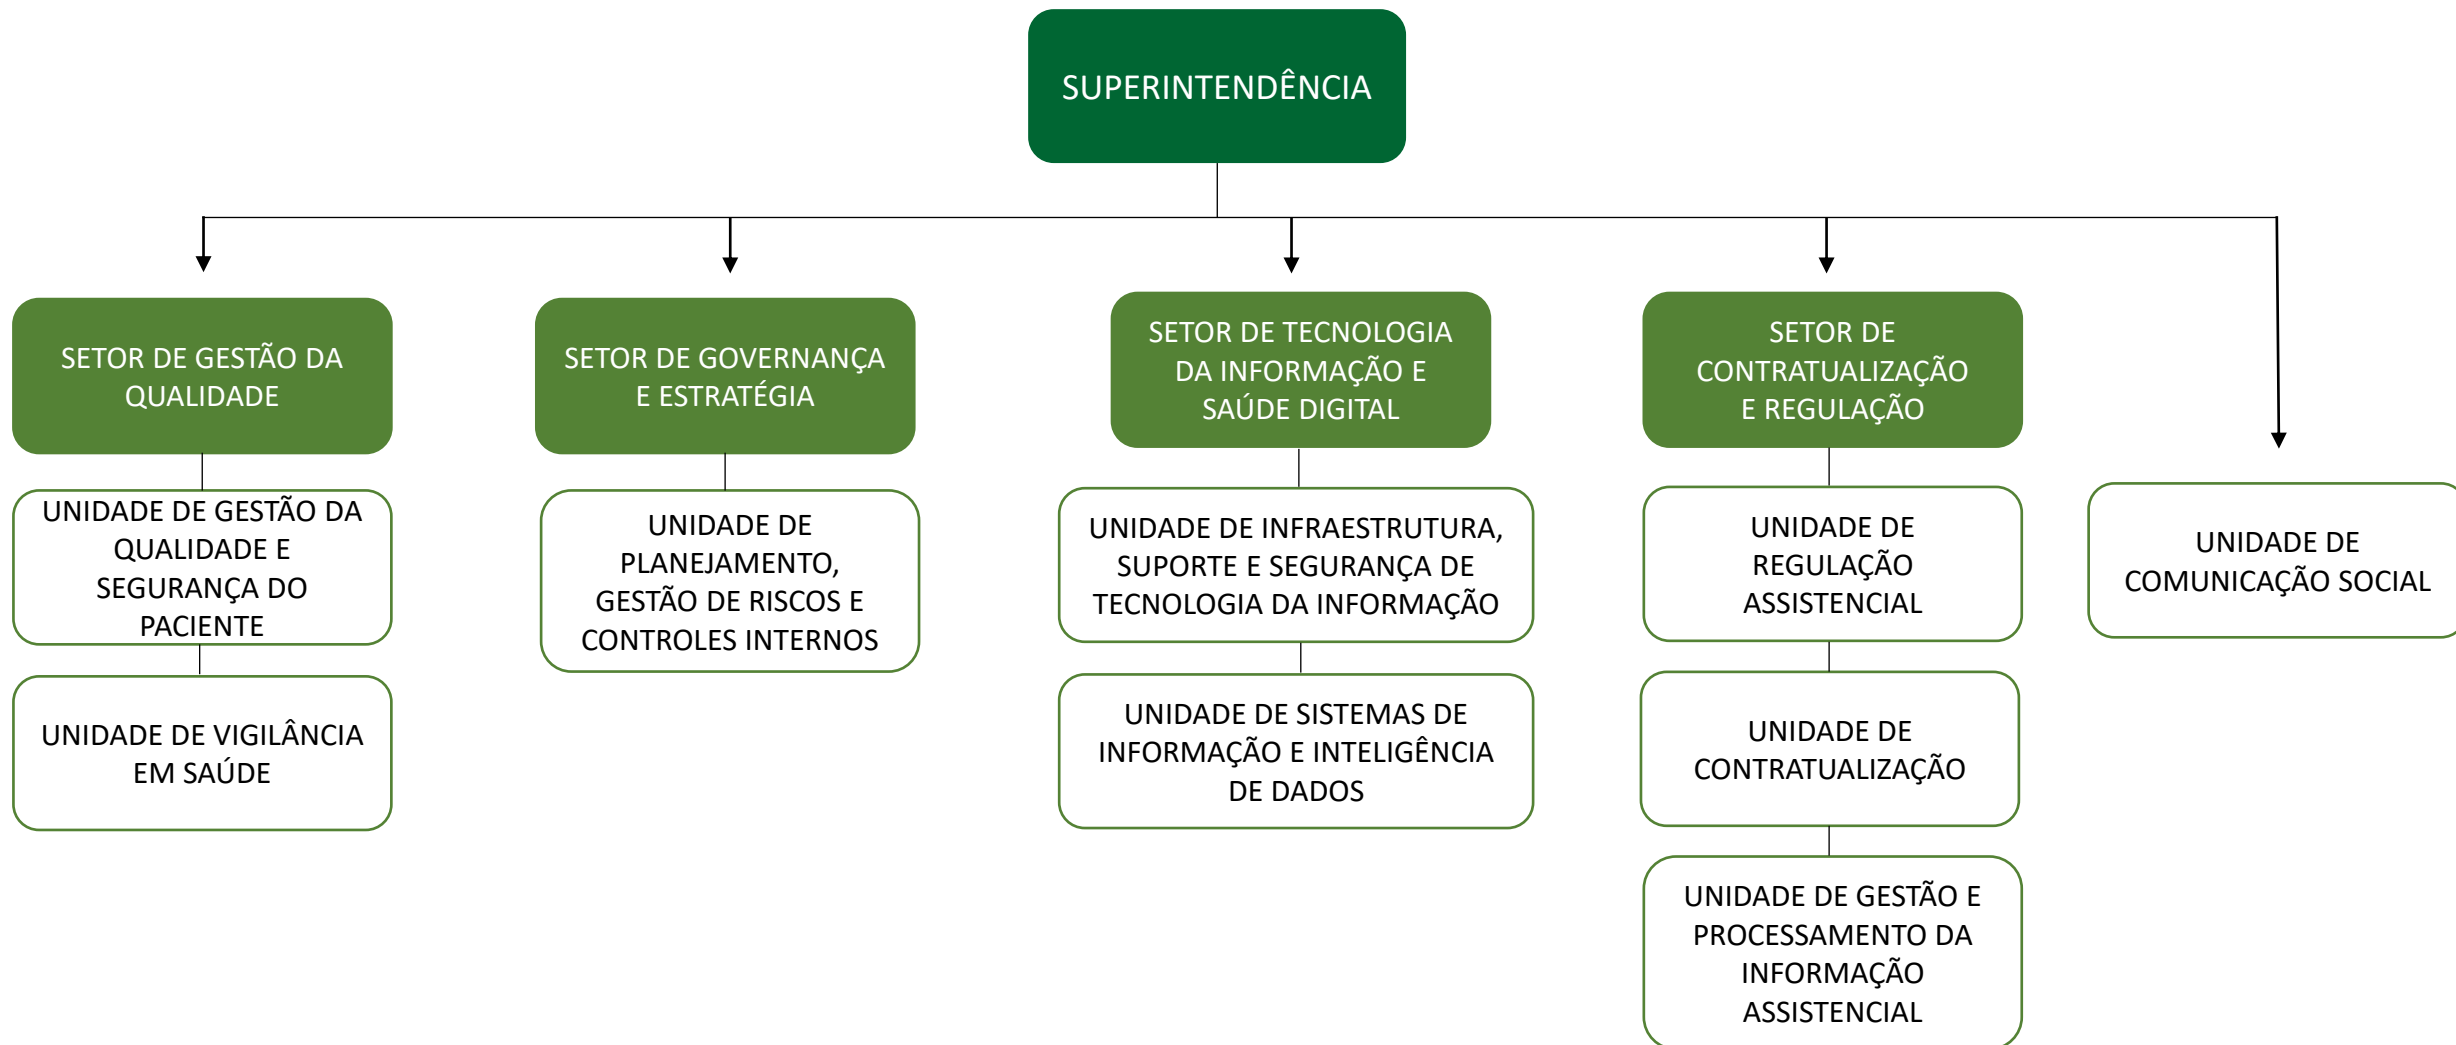 SUPERINTENDÊNCIA
SETOR DE GESTÃO DA
QUALIDADE
UNIDADE DE GESTÃO DA
QUALIDADE E
SEGURANÇA DO
PACIENTE
UNIDADE DE VIGILÂNCIA
EM SAÚDE
SETOR DE GOVERNANÇA
E ESTRATÉGIA
UNIDADE DE
PLANEJAMENTO,
GESTÃO DE RISCOS E
CONTROLES INTERNOS
SETOR DE TECNOLOGIA
DA INFORMAÇÃO E
SAÚDE DIGITAL
UNIDADE DE INFRAESTRUTURA,
SUPORTE E SEGURANÇA DE
TECNOLOGIA DA INFORMAÇÃO
UNIDADE DE SISTEMAS DE
INFORMAÇÃO E INTELIGÊNCIA
DE DADOS
SETOR DE
CONTRATUALIZAÇÃO
E REGULAÇÃO
UNIDADE DE
REGULAÇÃO
ASSISTENCIAL
UNIDADE DE
CONTRATUALIZAÇÃO
UNIDADE DE GESTÃO E
PROCESSAMENTO DA
INFORMAÇÃO
ASSISTENCIAL
UNIDADE DE
COMUNICAÇÃO SOCIAL